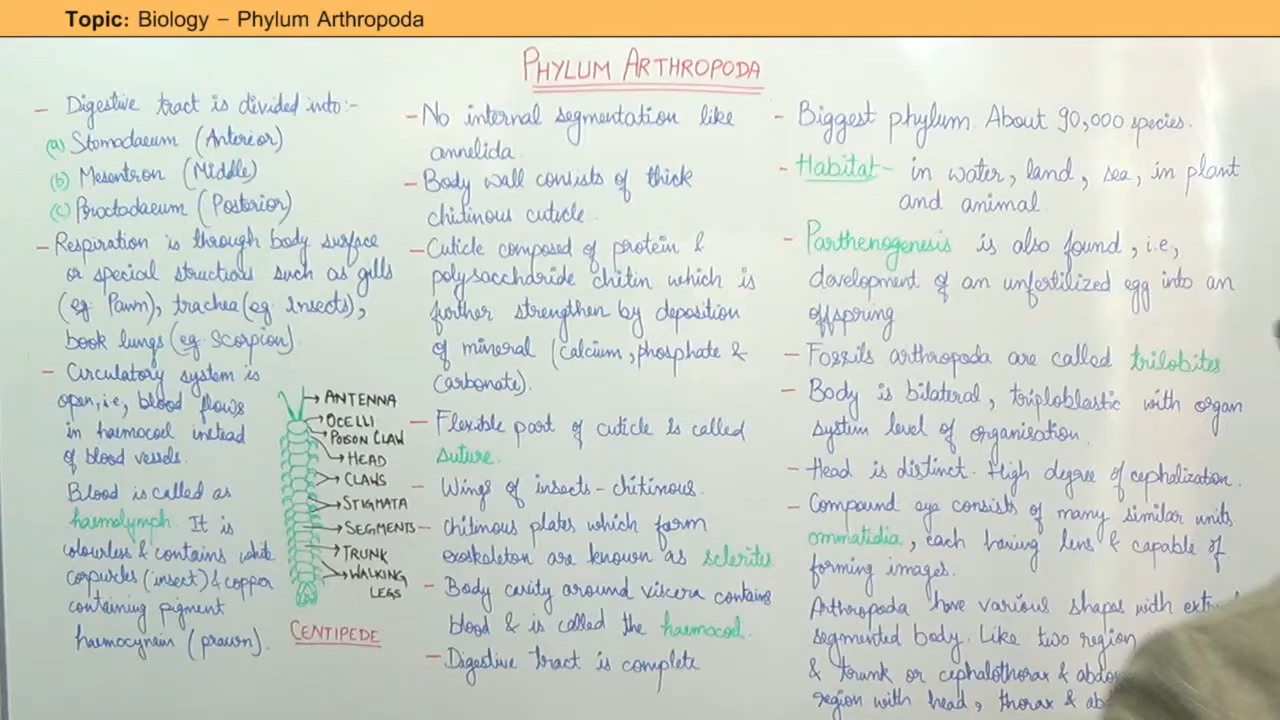 Topic: Biology – Phylum Arthropoda
PHYLUM ARTHROPODA
– Digestive tract is divided into:-
(a) Stomodaeum (Anterior)
(b) Mesentron (Middle)
(c) Proctodaeum (Posterior)
– Respiration is through body surface
or special structures such as gills
(eg: Pawn), trachea (eg: Insects),
book lungs (eg: Scorpion)
– Circulatory system is
open, i.e, blood flows
in haemocoel instead
of blood vessels.
Blood is called as
haemolymph. It is
colourless & contains white
corpuscles (insect) & copper
containing pigment
haemocynein (prawn).
ANTENNA
OCELLI
POISON CLAW
HEAD
CLAWS
STIGMATA
SEGMENTS
TRUNK
WALKING
LEGS
CENTIPEDE
– No internal segmentation like
annelida.
– Body wall consists of thick
chitinous cuticle.
– Cuticle composed of protein &
polysaccharide chitin which is
further strengthen by deposition
of mineral (calcium, phosphate &
carbonate).
– Flexible part of cuticle is called
suture.
– Wings of insects – chitinous.
– chitinous plates which form
exoskeleton are known as sclerites
– Body cavity around viscera contains
blood & is called the haemocoel.
– Digestive tract is complete
– Biggest phylum. About 90,000 species.
– Habitat – in water, land, sea, in plant
and animal.
– Parthenogenesis is also found, i.e,
development of an unfertilized egg into an
offspring
– Fossils arthropoda are called trilobites.
– Body is bilateral, triploblastic with organ
system level of organisation.
– Head is distinct. High degree of cephalization.
– Compound eye consists of many similar units
ommatidia, each having lens & capable of
forming images.
Arthropoda have various shapes with
segmented body. Like two region
& trunk or cephalothorax &
region with head, thorax &